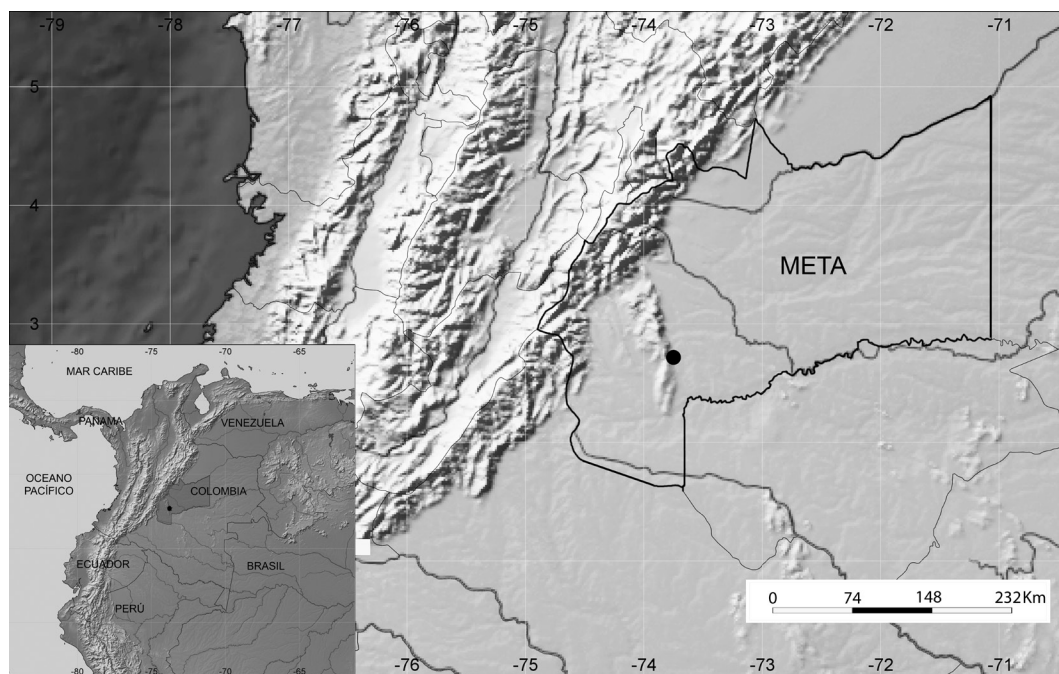 -79 -78 -77 -76 -75 -74 -73 -72 -71
5
4
META
3
-80 -75 -70 -65
MAR CARIBE
PANAMA
VENEZUELA
OCEANO
PACÍFICO
COLOMBIA
ECUADOR
BRASIL
PERÚ
-80 -75 -70 -65
0 74 148 232Km
-76 -75 -74 -73 -72 -71